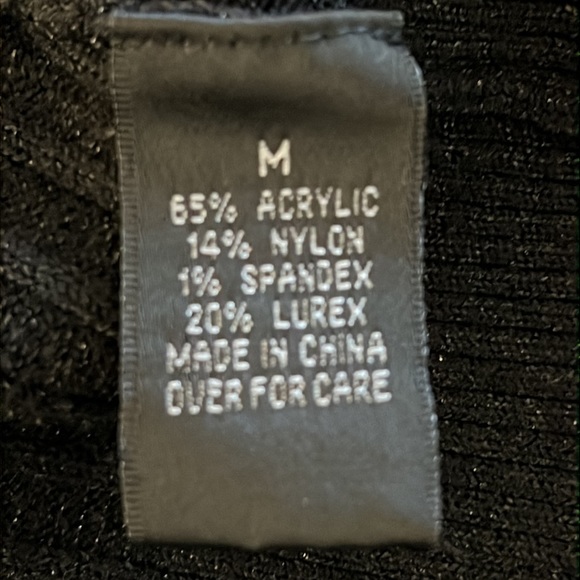 M
65% ACRYLIC
14% NYLON
1% SPANDEX
20% LUREX
MADE IN CHINA
OVER FOR CARE